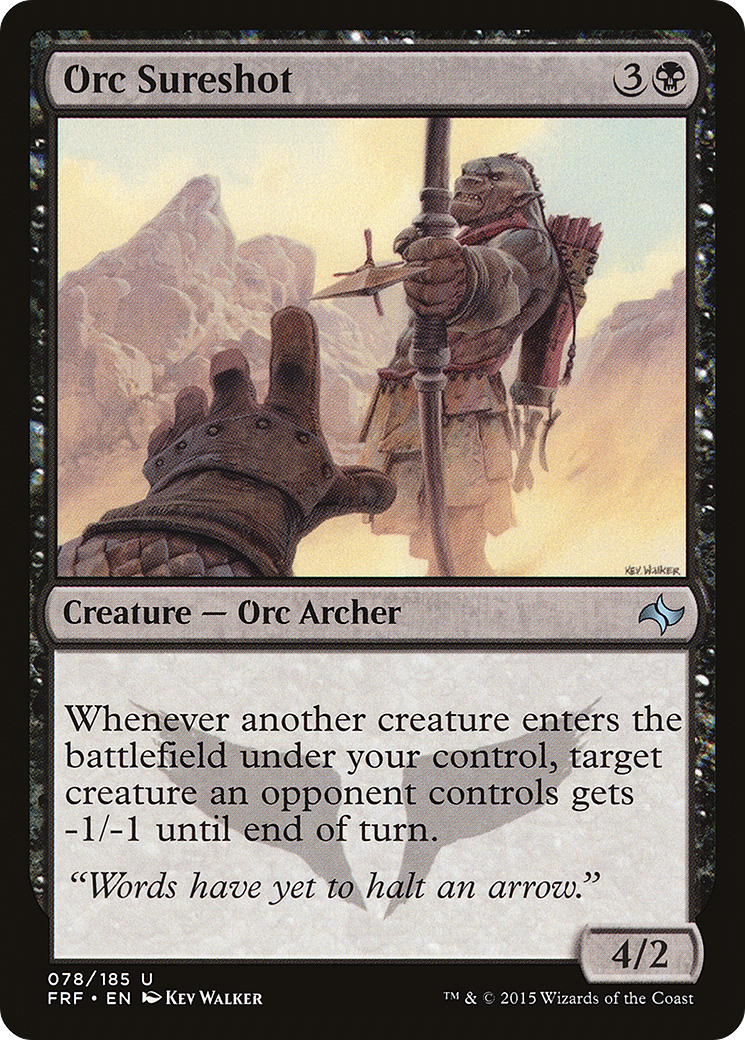 Orc Sureshot 3
KEV. WALKER
Creature — Orc Archer
Whenever another creature enters the
battlefield under your control, target
creature an opponent controls gets
-1/-1 until end of turn.
“Words have yet to halt an arrow.”
4/2
078/185 U
FRF • EN Kev Walker
™ & © 2015 Wizards of the Coast